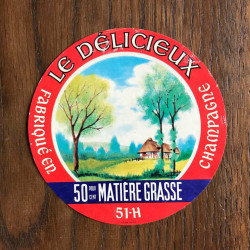 LE DÉLICIEUX
FABRIQUÉ EN
CHAMPAGNE
50 POUR CENT MATIÈRE GRASSE
51-H